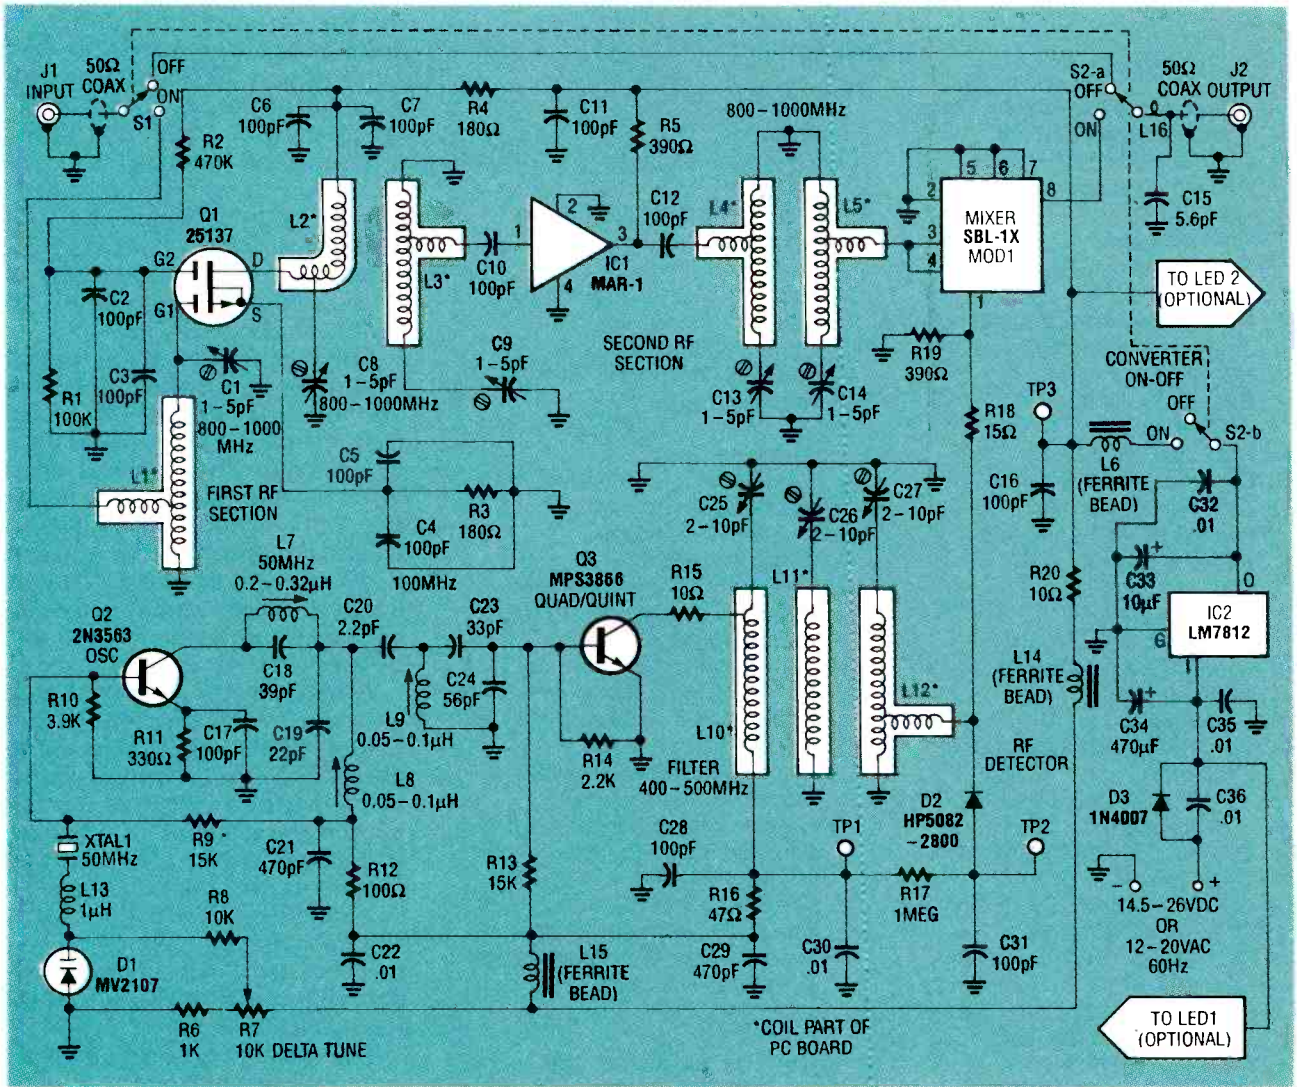 J1
INPUT
50Ω
COAX
OFF
ON
S1
R2
470K
C6
100pF
C7
100pF
R4
180Ω
C11
100pF
R5
390Ω
800–1000MHz
S2-a
OFF
ON
50Ω
COAX
J2
OUTPUT
L16
C15
5.6pF
Q1
25137
G2
G1
D
S
L2*
L3*
C10
100pF
1
2
3
4
IC1
MAR-1
C12
100pF
L4*
L5*
2
3
4
5
6
7
8
1
MIXER
SBL-1X
MOD1
TO LED 2
(OPTIONAL)
C2
100pF
C3
100pF
R1
100K
C1
1–5pF
800–1000
MHz
C8
1–5pF
800–1000MHz
C9
1–5pF
SECOND RF
SECTION
C13
1–5pF
C14
1–5pF
R19
390Ω
R18
15Ω
TP3
CONVERTER
ON-OFF
OFF
ON
S2-b
L6
(FERRITE
BEAD)
C16
100pF
C32
.01
L1*
FIRST RF
SECTION
C5
100pF
R3
180Ω
C4
100pF
100MHz
C25
2–10pF
C26
2–10pF
C27
2–10pF
C33
10µF
+
O
G
I
IC2
LM7812
R20
10Ω
L7
50MHz
0.2–0.32µH
Q2
2N3563
OSC
C18
39pF
C20
2.2pF
C23
33pF
Q3
MPS3866
QUAD/QUINT
R15
10Ω
L11*
L10*
L12*
L14
(FERRITE
BEAD)
R10
3.9K
R11
330Ω
C17
100pF
C19
22pF
L9
0.05–0.1µH
C24
56pF
R14
2.2K
FILTER
400–500MHz
RF
DETECTOR
C34
470µF
+
C35
.01
L8
0.05–0.1µH
XTAL1
50MHz
R9*
15K
C21
470pF
R12
100Ω
R13
15K
C28
100pF
TP1
D2
HP5082
-2800
TP2
D3
1N4007
C36
.01
L13
1µH
R8
10K
R16
47Ω
R17
1MEG
−
+
14.5–26VDC
OR
12–20VAC
60Hz
D1
MV2107
C22
.01
L15
(FERRITE
BEAD)
C29
470pF
C30
.01
C31
100pF
R6
1K
R7
10K DELTA TUNE
*COIL PART OF
PC BOARD
TO LED1
(OPTIONAL)